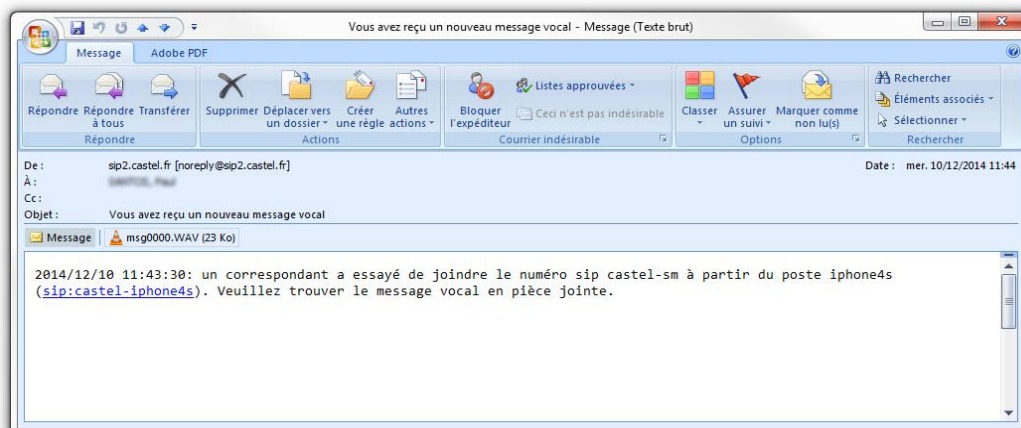 Vous avez reçu un nouveau message vocal - Message (Texte brut)
Message Adobe PDF
Répondre Répondre à tous Transférer
Répondre
Supprimer Déplacer vers un dossier Créer une règle Autres actions
Actions
Bloquer l'expéditeur Listes approuvées Ceci n'est pas indésirable
Courrier indésirable
Classer Assurer un suivi Marquer comme non lu(s)
Options
Rechercher
Éléments associés
Sélectionner
Rechercher
De : sip2.castel.fr [noreply@sip2.castel.fr] Date : mer. 10/12/2014 11:44
À :
Cc :
Objet : Vous avez reçu un nouveau message vocal
Message msg0000.WAV (23 Ko)
2014/12/10 11:43:30: un correspondant a essayé de joindre le numéro sip castel-sm à partir du poste iphone4s
(sip:castel-iphone4s). Veuillez trouver le message vocal en pièce jointe.